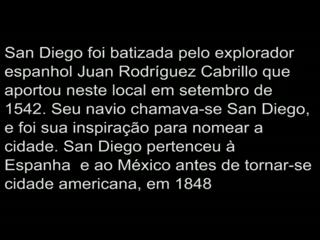 San Diego foi batizada pelo explorador
espanhol Juan Rodríguez Cabrillo que
aportou neste local em setembro de
1542. Seu navio chamava-se San Diego,
e foi sua inspiração para nomear a
cidade. San Diego pertenceu à
Espanha  e ao México antes de tornar-se
cidade americana, em 1848